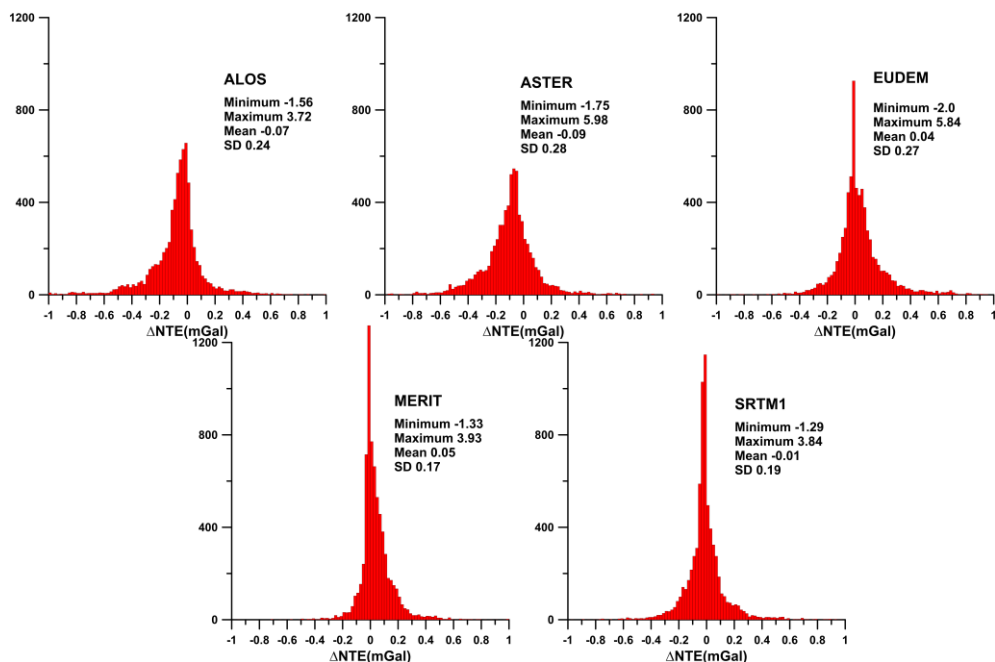 1200
800
400
0
ALOS
Minimum -1.56
Maximum 3.72
Mean -0.07
SD 0.24
-1 -0.8 -0.6 -0.4 -0.2 0 0.2 0.4 0.6 0.8 1
ΔNTE(mGal)
1200
800
400
0
ASTER
Minimum -1.75
Maximum 5.98
Mean -0.09
SD 0.28
-1 -0.8 -0.6 -0.4 -0.2 0 0.2 0.4 0.6 0.8 1
ΔNTE(mGal)
1200
800
400
0
EUDEM
Minimum -2.0
Maximum 5.84
Mean 0.04
SD 0.27
-1 -0.8 -0.6 -0.4 -0.2 0 0.2 0.4 0.6 0.8 1
ΔNTE(mGal)
1200
800
400
0
MERIT
Minimum -1.33
Maximum 3.93
Mean 0.05
SD 0.17
-1 -0.8 -0.6 -0.4 -0.2 0 0.2 0.4 0.6 0.8 1
ΔNTE(mGal)
1200
800
400
0
SRTM1
Minimum -1.29
Maximum 3.84
Mean -0.01
SD 0.19
-1 -0.8 -0.6 -0.4 -0.2 0 0.2 0.4 0.6 0.8 1
ΔNTE(mGal)